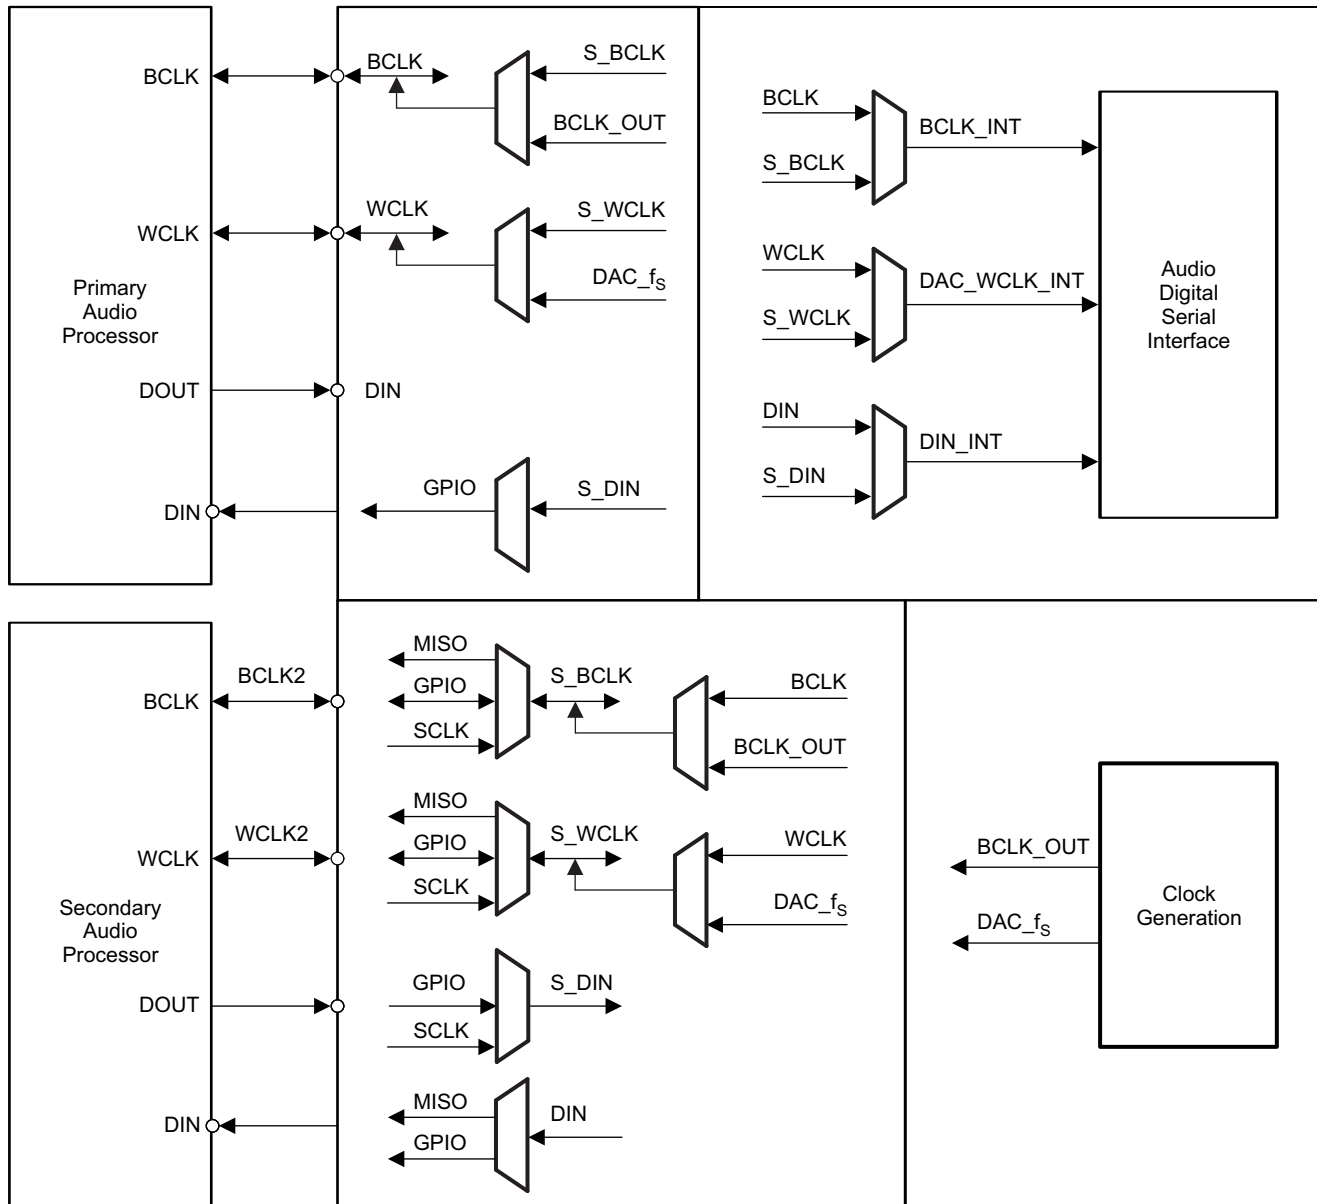 BCLK
WCLK
Primary
Audio
Processor
DOUT
DIN
BCLK
S_BCLK
BCLK_OUT
WCLK
S_WCLK
DAC_fS
DIN
GPIO
S_DIN
BCLK
S_BCLK
BCLK_INT
WCLK
S_WCLK
DAC_WCLK_INT
DIN
S_DIN
DIN_INT
Audio
Digital
Serial
Interface
BCLK
BCLK2
WCLK
WCLK2
Secondary
Audio
Processor
DOUT
DIN
MISO
GPIO
SCLK
S_BCLK
BCLK
BCLK_OUT
MISO
GPIO
SCLK
S_WCLK
WCLK
DAC_fS
GPIO
SCLK
S_DIN
MISO
GPIO
DIN
BCLK_OUT
DAC_fS
Clock
Generation